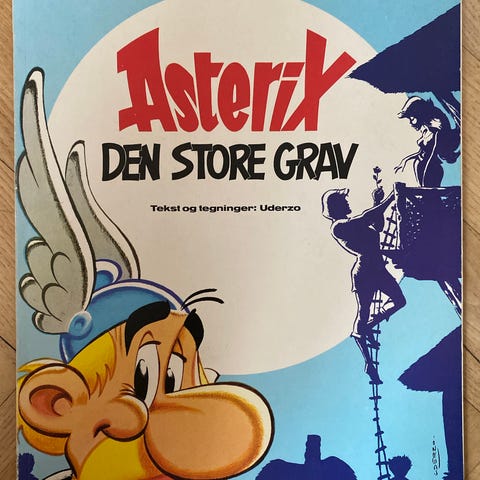 Asterix
DEN STORE GRAV
Tekst og tegninger: Uderzo